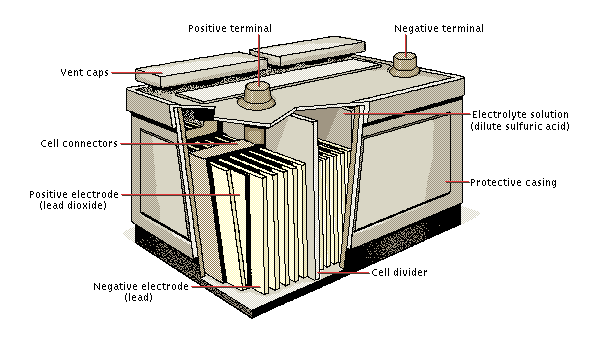 Positive terminal
Negative terminal
Vent caps
Electrolyte solution
(dilute sulfuric acid)
Cell connectors
Protective casing
Positive electrode
(lead dioxide)
Cell divider
Negative electrode
(lead)